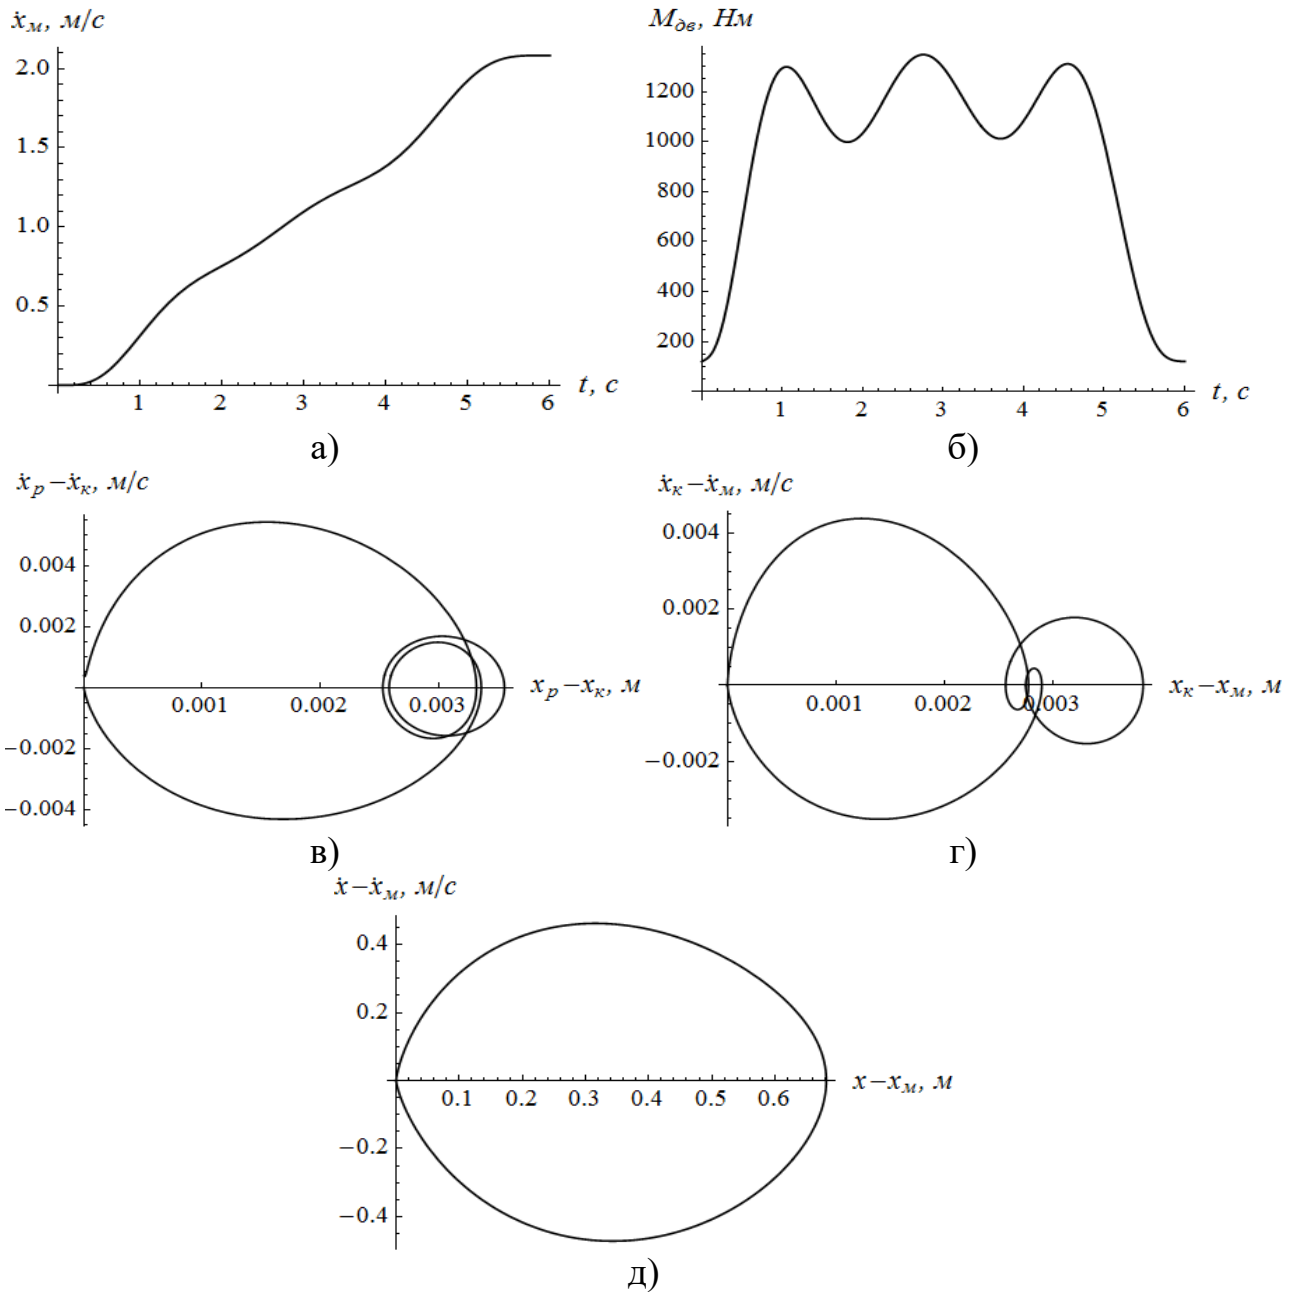 ẋм, м/с
2.0
1.5
1.0
0.5
1 2 3 4 5 6
t, с
а)
Mдв, Нм
1200
1000
800
600
400
200
1 2 3 4 5 6
t, с
б)
ẋр−ẋк, м/с
0.004
0.002
−0.002
−0.004
0.001 0.002 0.003
xр−xк, м
в)
ẋк−ẋм, м/с
0.004
0.002
−0.002
0.001 0.002 0.003
xк−xм, м
г)
ẋ−ẋм, м/с
0.4
0.2
−0.2
−0.4
0.1 0.2 0.3 0.4 0.5 0.6
x−xм, м
д)